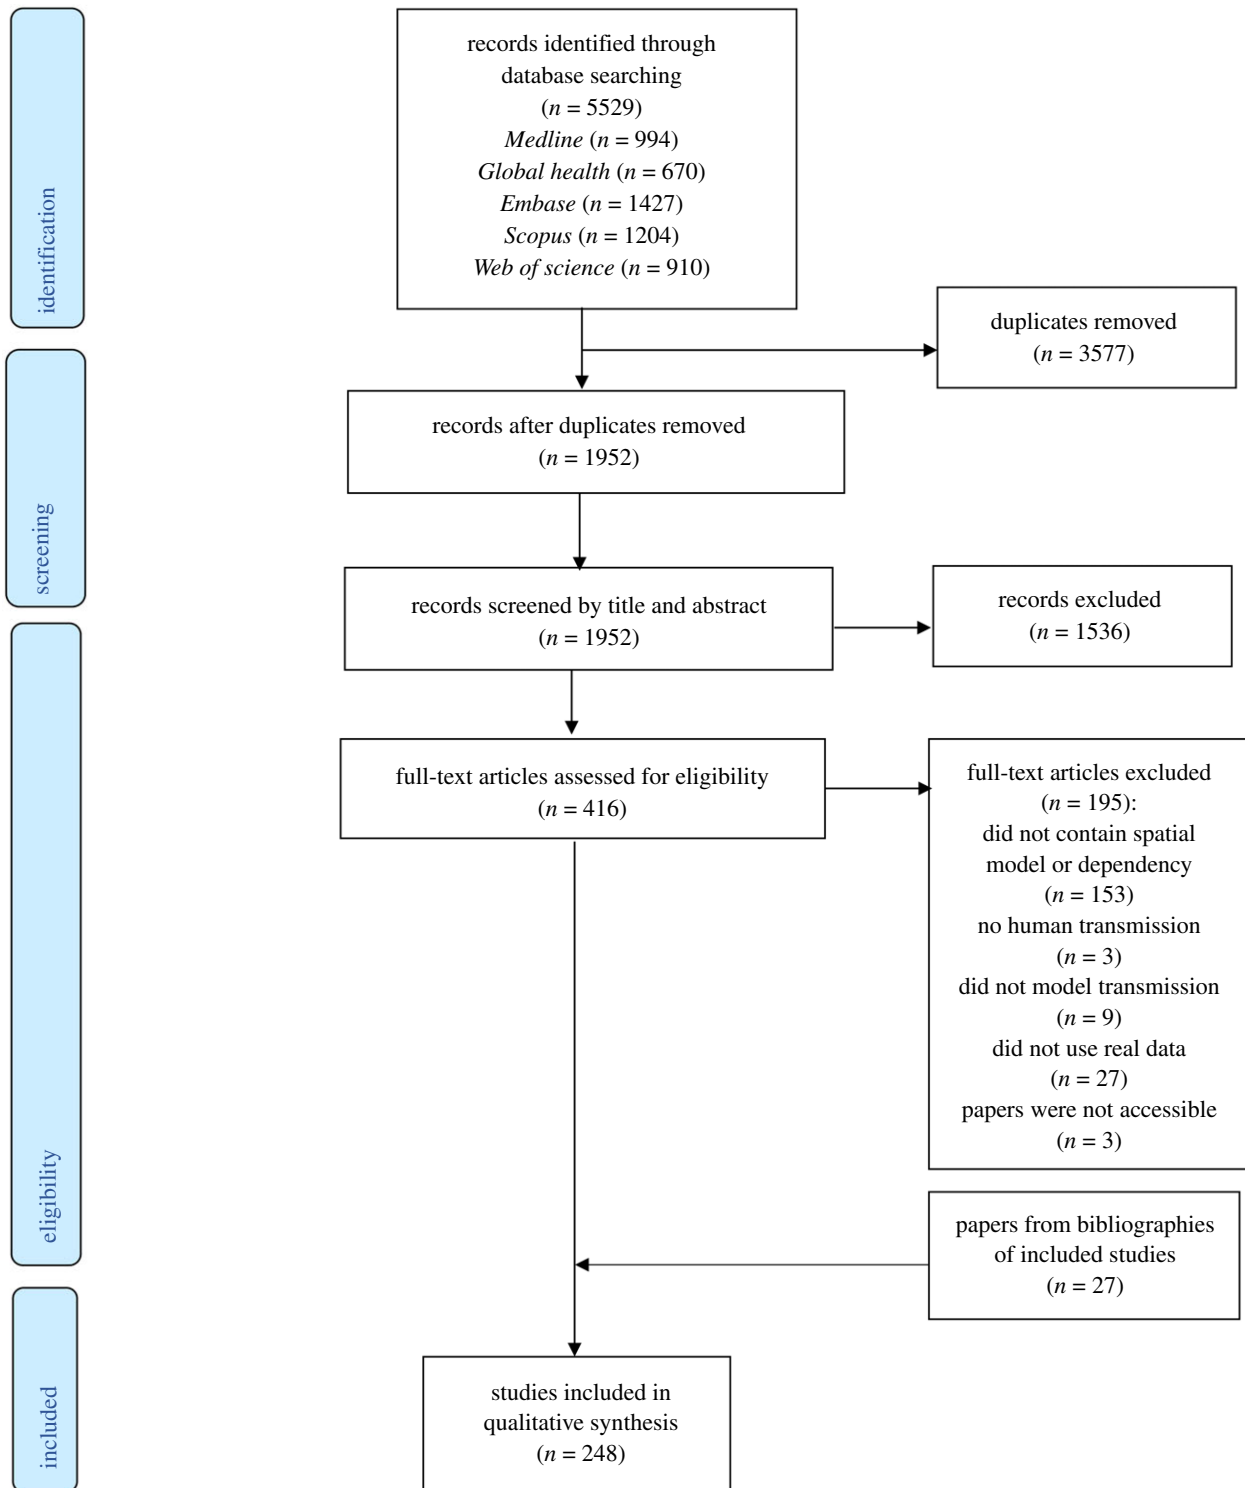 identification
records identified through
database searching
(n = 5529)
Medline (n = 994)
Global health (n = 670)
Embase (n = 1427)
Scopus (n = 1204)
Web of science (n = 910)
duplicates removed
(n = 3577)
screening
records after duplicates removed
(n = 1952)
records screened by title and abstract
(n = 1952)
records excluded
(n = 1536)
eligibility
full-text articles assessed for eligibility
(n = 416)
full-text articles excluded
(n = 195):
did not contain spatial
model or dependency
(n = 153)
no human transmission
(n = 3)
did not model transmission
(n = 9)
did not use real data
(n = 27)
papers were not accessible
(n = 3)
papers from bibliographies
of included studies
(n = 27)
included
studies included in
qualitative synthesis
(n = 248)